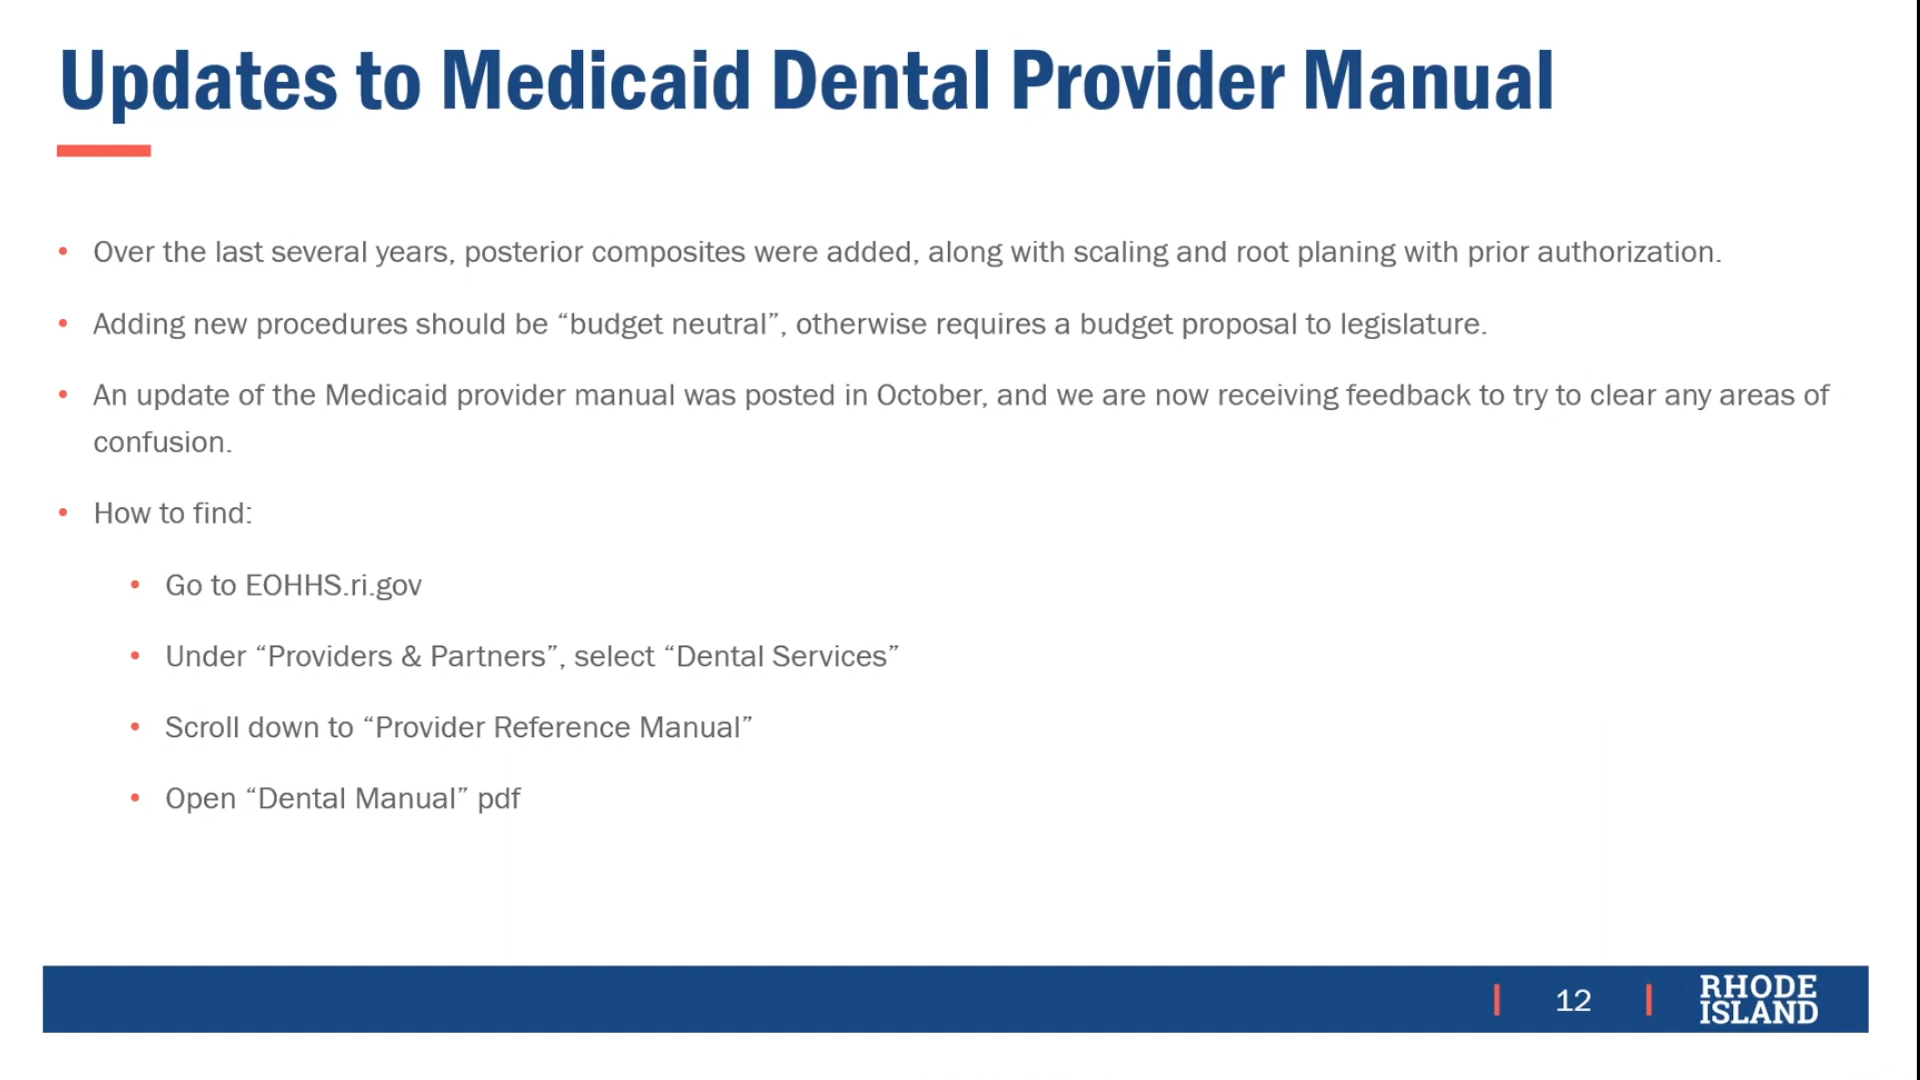 Updates to Medicaid Dental Provider Manual
• Over the last several years, posterior composites were added, along with scaling and root planing with prior authorization.
• Adding new procedures should be “budget neutral”, otherwise requires a budget proposal to legislature.
• An update of the Medicaid provider manual was posted in October, and we are now receiving feedback to try to clear any areas of
confusion.
• How to find:
• Go to EOHHS.ri.gov
• Under “Providers & Partners”, select “Dental Services”
• Scroll down to “Provider Reference Manual”
• Open “Dental Manual” pdf
12
RHODE
ISLAND